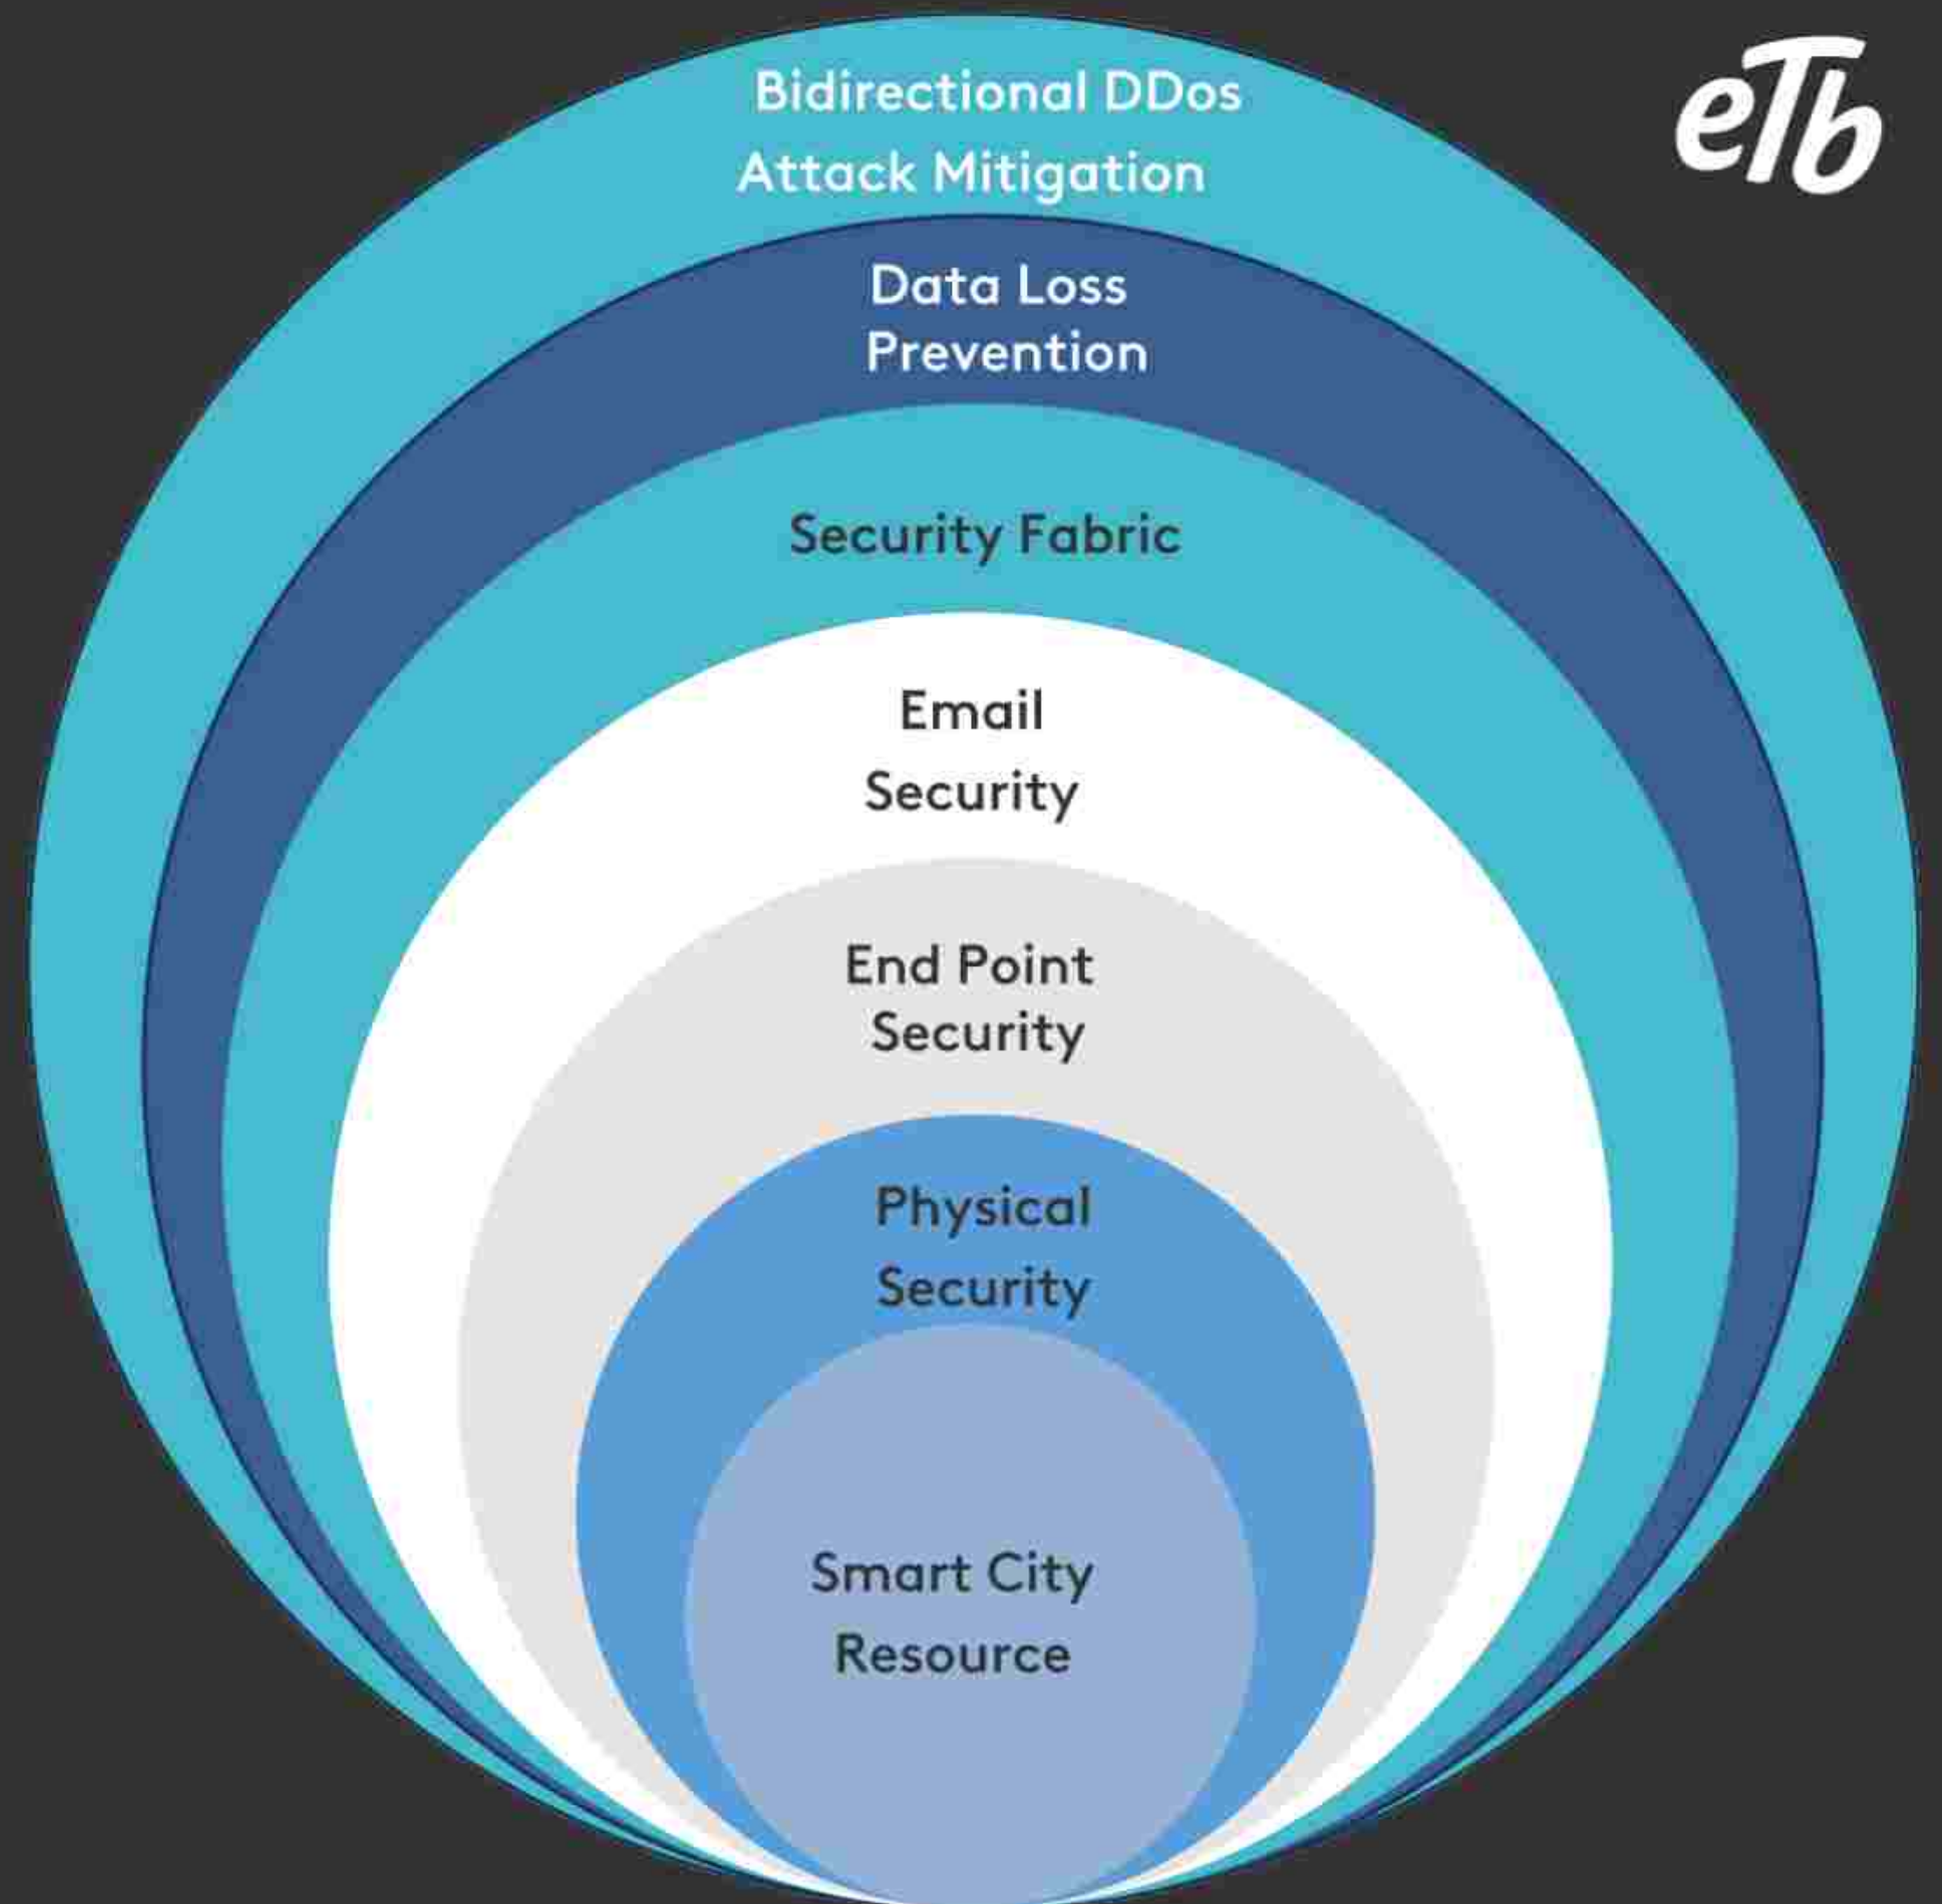 eTb
Bidirectional DDos
Attack Mitigation
Data Loss
Prevention
Security Fabric
Email
Security
End Point
Security
Physical
Security
Smart City
Resource